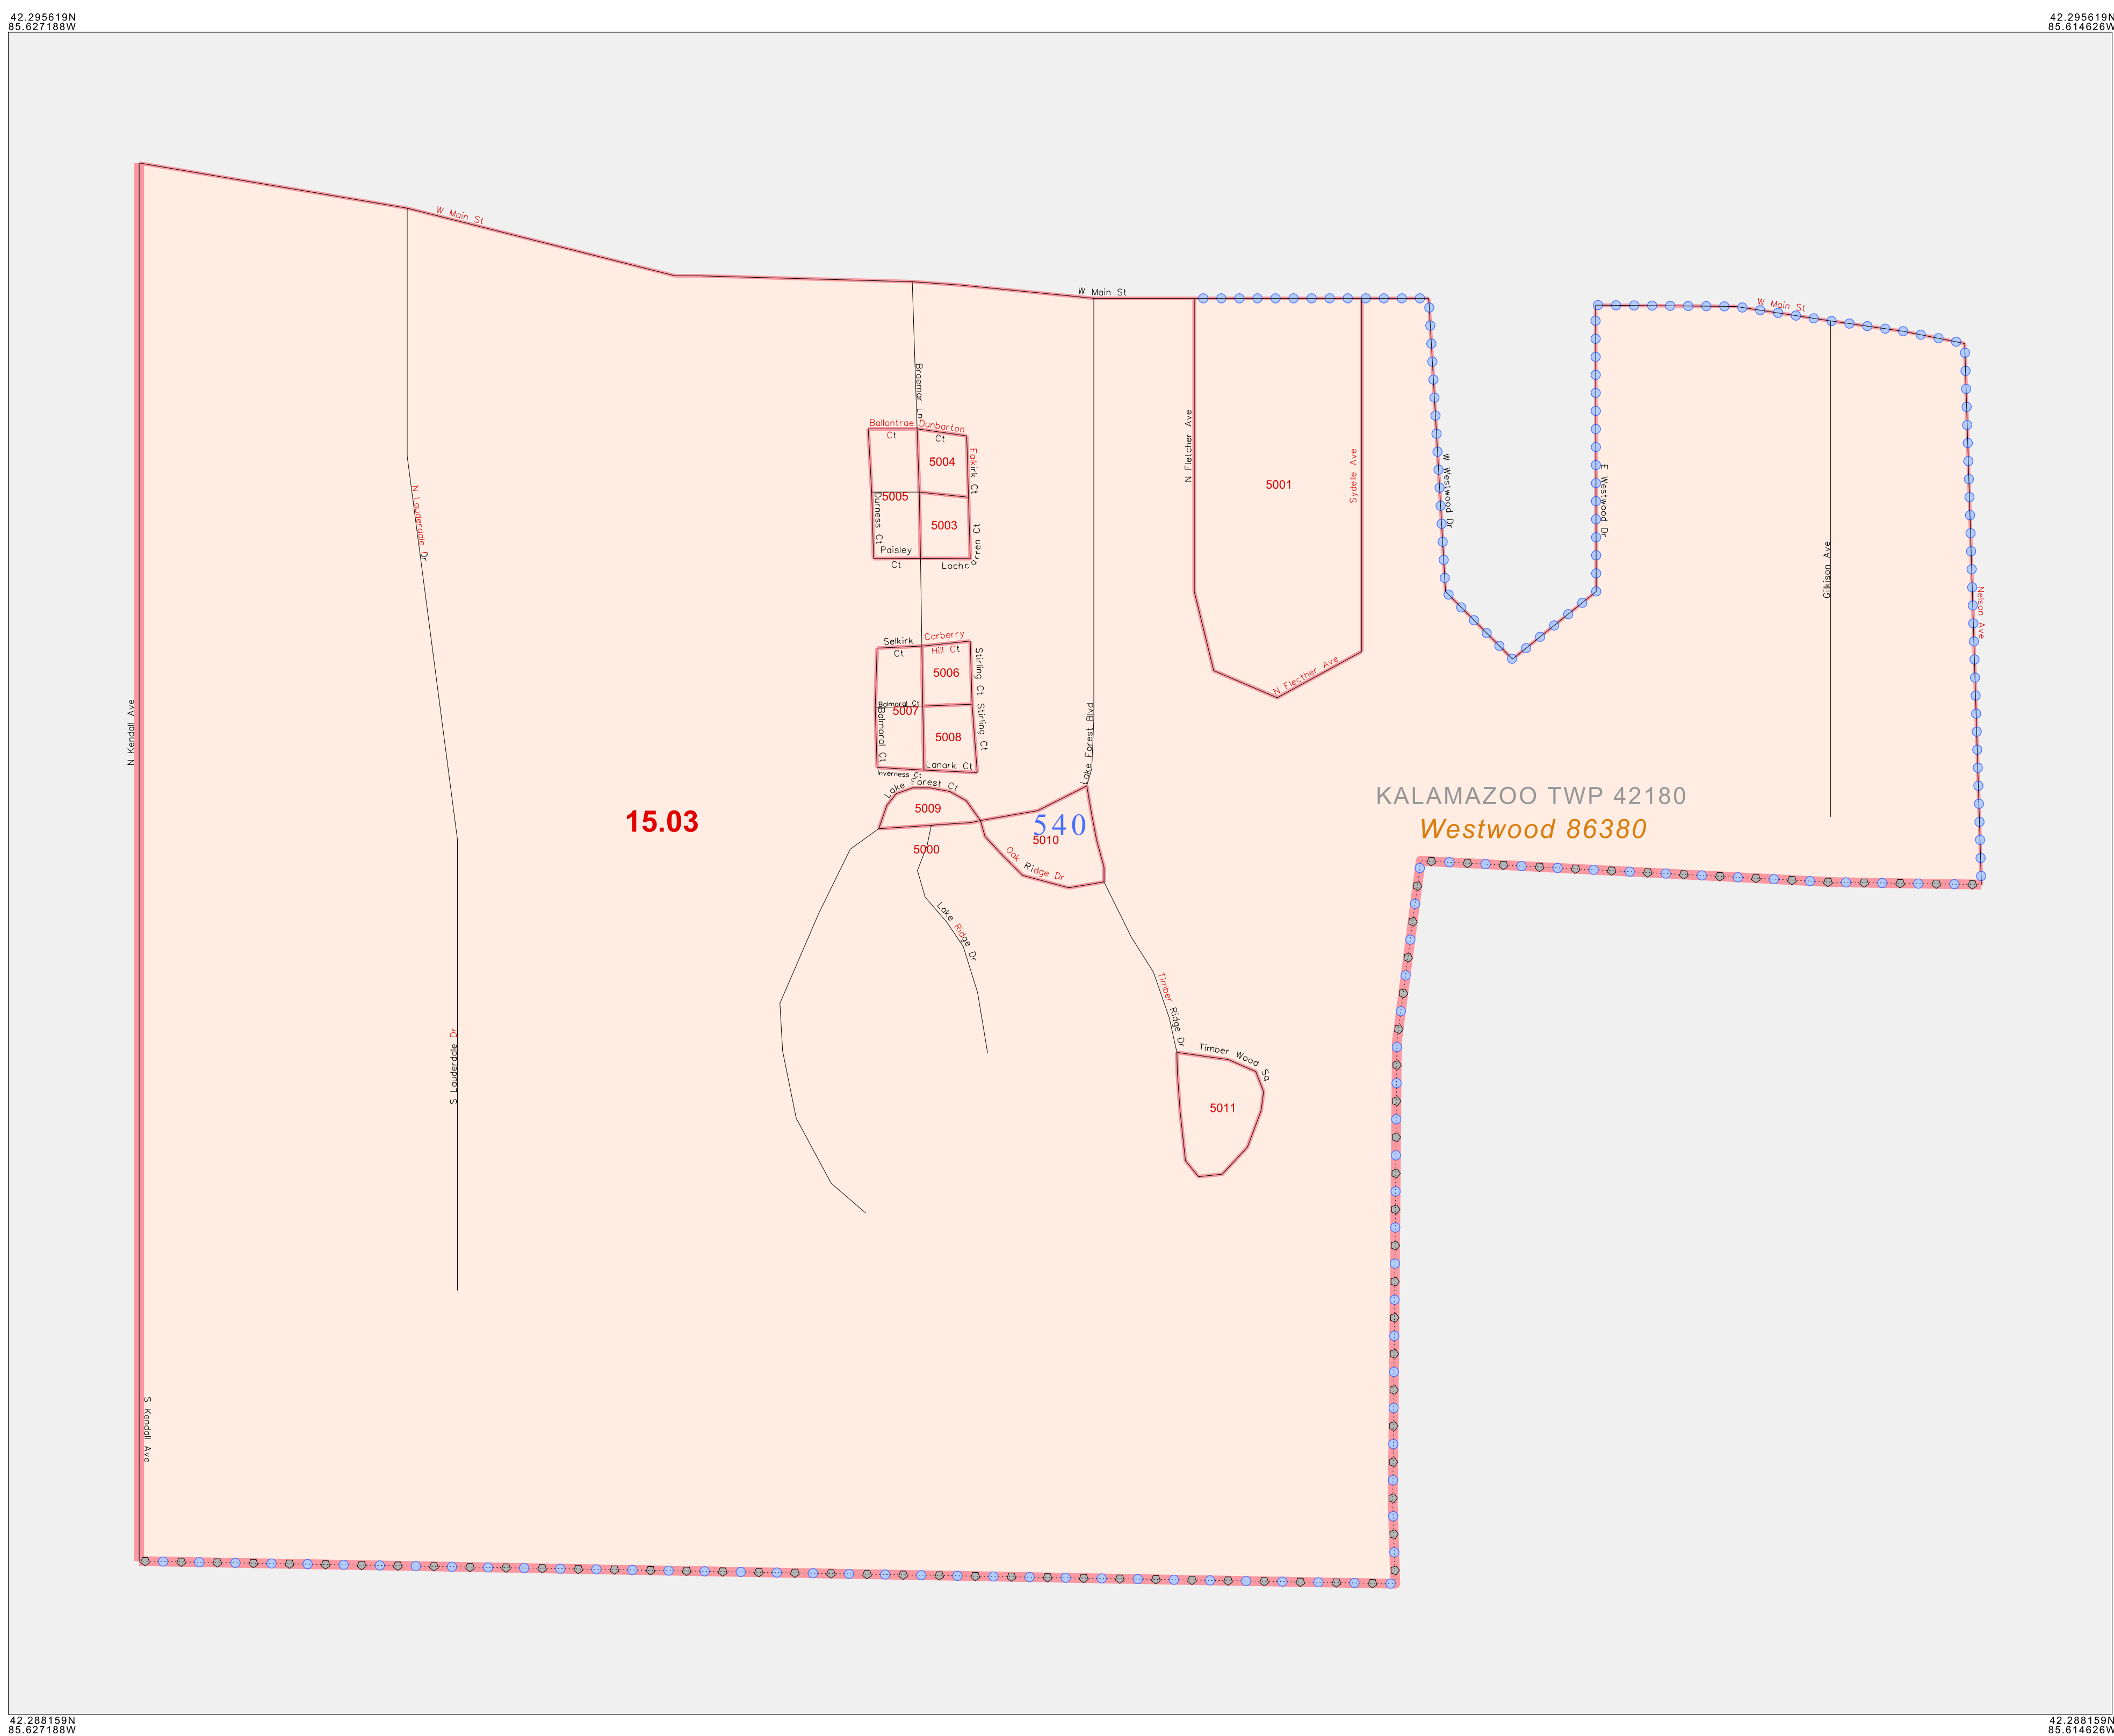 42.295619N
85.627188W
42.295619N
85.614626W
W Main St
W Main St
W Main St
Braemar Ln
Ballantrae
Ct
Dunbarton
Ct
Falkirk Ct
5004
5005
Durness Ct
5003
Paisley
Ct
Lochcarren Ct
N Fletcher Ave
5001
Sydelle Ave
W Westwood Dr
E Westwood Dr
Gilkison Ave
Nelson Ave
N Lauderdale Dr
N Flecther Ave
Selkirk
Ct
Carberry
Hill Ct
5006
Stirling Ct
Balmoral Ct
5007
Balmoral Ct
5008
Stirling Ct
Inverness Ct
Lanark Ct
N Kendall Ave
Lake Forest Blvd
Lake Forest Ct
5009
15.03
540
5010
5000
KALAMAZOO TWP 42180
Westwood 86380
Oak Ridge Dr
Lake Ridge Dr
Timber Ridge Dr
S Lauderdale Dr
Timber Wood Sq
5011
S Kendall Ave
42.288159N
85.627188W
42.288159N
85.614626W